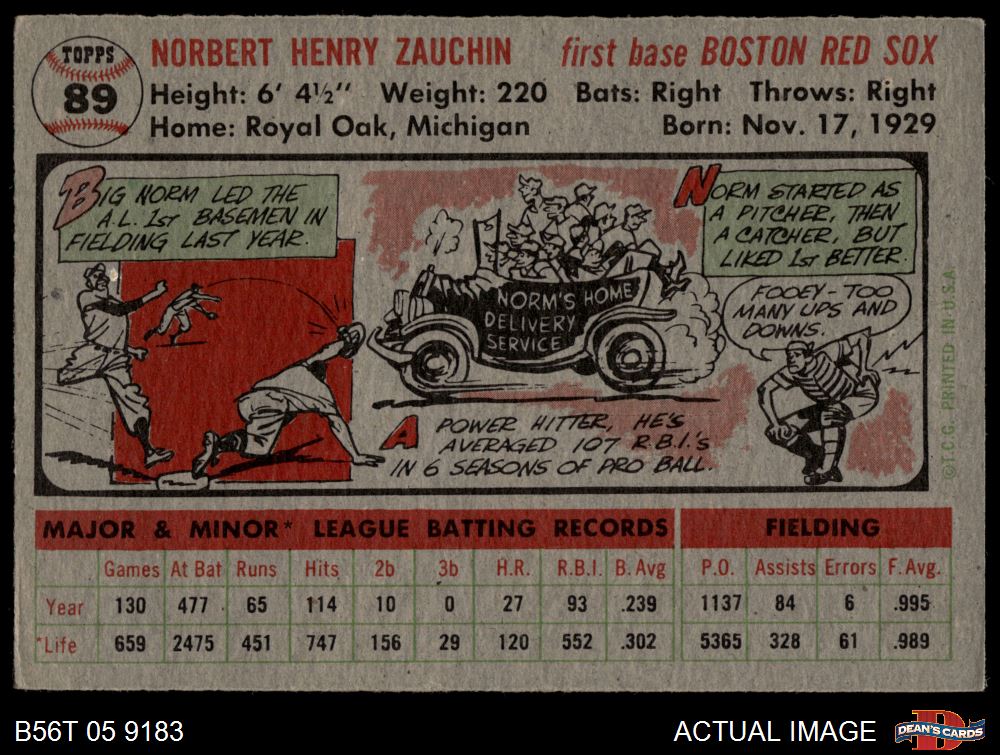 TOPPS
89
NORBERT HENRY ZAUCHIN first base BOSTON RED SOX
Height: 6' 4½" Weight: 220 Bats: Right Throws: Right
Home: Royal Oak, Michigan Born: Nov. 17, 1929
BIG NORM LED THE
A.L. 1ST BASEMEN IN
FIELDING LAST YEAR.
NORM'S HOME
DELIVERY
SERVICE
A POWER HITTER, HE'S
AVERAGED 107 R.B.I.'s
IN 6 SEASONS OF PRO BALL.
NORM STARTED AS
A PITCHER, THEN
A CATCHER, BUT
LIKED 1ST BETTER.
FOOEY - TOO
MANY UPS AND
DOWNS.
©T.C.G. PRINTED IN U.S.A.
MAJOR & MINOR* LEAGUE BATTING RECORDS FIELDING
Games At Bat Runs Hits 2b 3b H.R. R.B.I. B. Avg P.O. Assists Errors F. Avg.
Year 130 477 65 114 10 0 27 93 .239 1137 84 6 .995
*Life 659 2475 451 747 156 29 120 552 .302 5365 328 61 .989
B56T 05 9183 ACTUAL IMAGE D DEAN'S CARDS